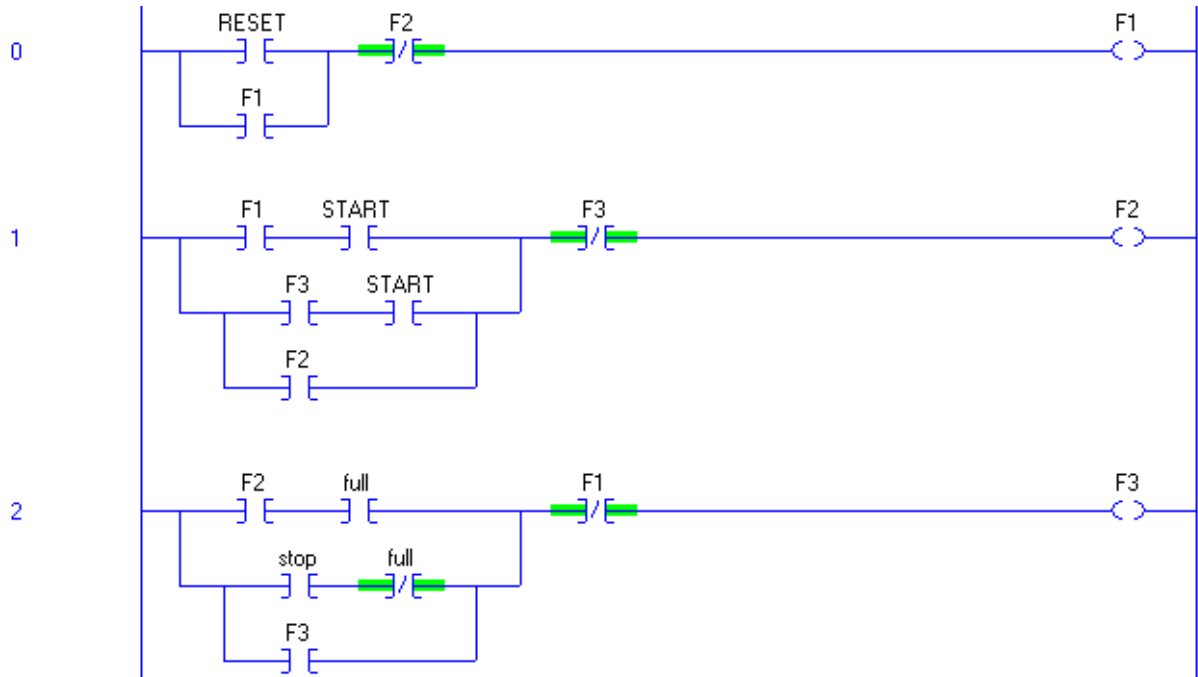 RESET F2 F1
0
F1
F1 START F3 F2
1
F3 START
F2
F2 full F1 F3
2
stop full
F3